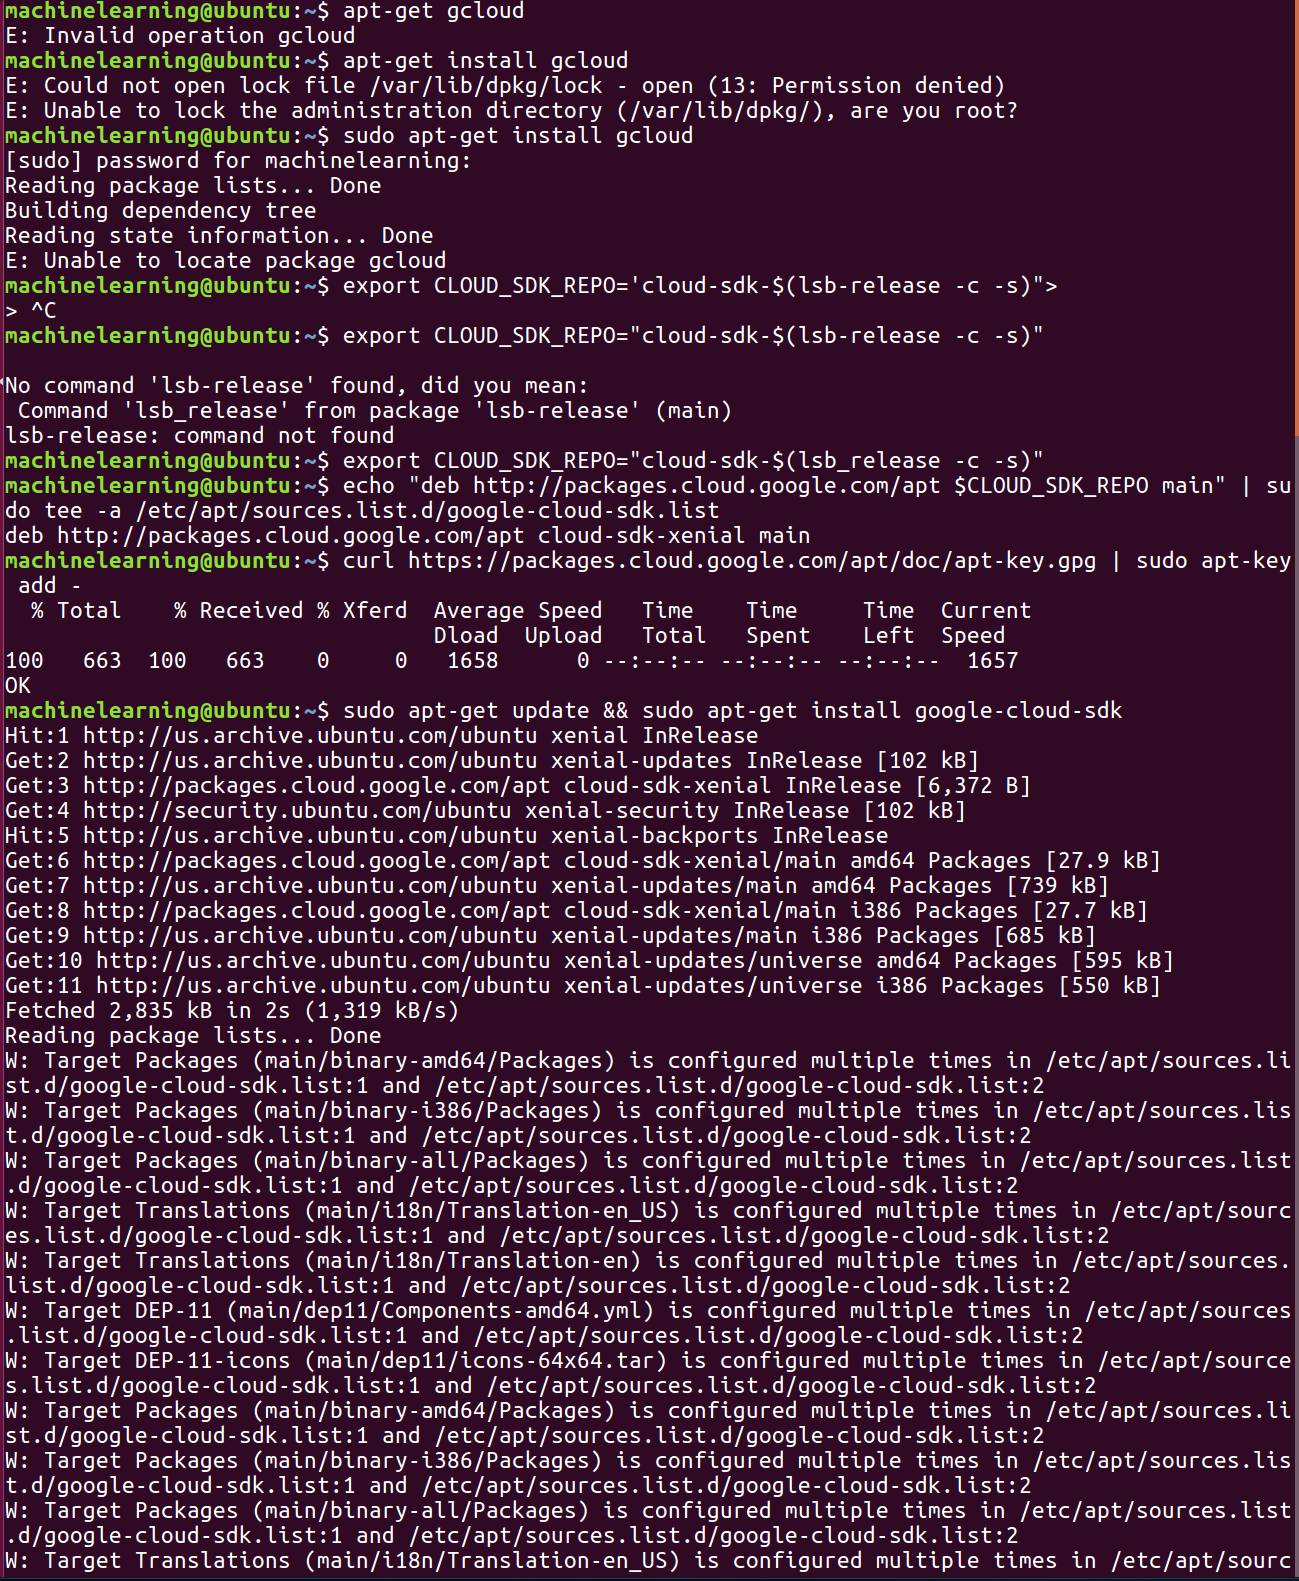 machinelearning@ubuntu:~$ apt-get gcloud
E: Invalid operation gcloud
machinelearning@ubuntu:~$ apt-get install gcloud
E: Could not open lock file /var/lib/dpkg/lock - open (13: Permission denied)
E: Unable to lock the administration directory (/var/lib/dpkg/), are you root?
machinelearning@ubuntu:~$ sudo apt-get install gcloud
[sudo] password for machinelearning:
Reading package lists... Done
Building dependency tree
Reading state information... Done
E: Unable to locate package gcloud
machinelearning@ubuntu:~$ export CLOUD_SDK_REPO='cloud-sdk-$(lsb-release -c -s)">
> ^C
machinelearning@ubuntu:~$ export CLOUD_SDK_REPO="cloud-sdk-$(lsb-release -c -s)"

No command 'lsb-release' found, did you mean:
 Command 'lsb_release' from package 'lsb-release' (main)
lsb-release: command not found
machinelearning@ubuntu:~$ export CLOUD_SDK_REPO="cloud-sdk-$(lsb_release -c -s)"
machinelearning@ubuntu:~$ echo "deb http://packages.cloud.google.com/apt $CLOUD_SDK_REPO main" | su
do tee -a /etc/apt/sources.list.d/google-cloud-sdk.list
deb http://packages.cloud.google.com/apt cloud-sdk-xenial main
machinelearning@ubuntu:~$ curl https://packages.cloud.google.com/apt/doc/apt-key.gpg | sudo apt-key
 add -
  % Total    % Received % Xferd  Average Speed   Time    Time     Time  Current
                                 Dload  Upload   Total   Spent    Left  Speed
100   663  100   663    0     0   1658      0 --:--:-- --:--:-- --:--:--  1657
OK
machinelearning@ubuntu:~$ sudo apt-get update && sudo apt-get install google-cloud-sdk
Hit:1 http://us.archive.ubuntu.com/ubuntu xenial InRelease
Get:2 http://us.archive.ubuntu.com/ubuntu xenial-updates InRelease [102 kB]
Get:3 http://packages.cloud.google.com/apt cloud-sdk-xenial InRelease [6,372 B]
Get:4 http://security.ubuntu.com/ubuntu xenial-security InRelease [102 kB]
Hit:5 http://us.archive.ubuntu.com/ubuntu xenial-backports InRelease
Get:6 http://packages.cloud.google.com/apt cloud-sdk-xenial/main amd64 Packages [27.9 kB]
Get:7 http://us.archive.ubuntu.com/ubuntu xenial-updates/main amd64 Packages [739 kB]
Get:8 http://packages.cloud.google.com/apt cloud-sdk-xenial/main i386 Packages [27.7 kB]
Get:9 http://us.archive.ubuntu.com/ubuntu xenial-updates/main i386 Packages [685 kB]
Get:10 http://us.archive.ubuntu.com/ubuntu xenial-updates/universe amd64 Packages [595 kB]
Get:11 http://us.archive.ubuntu.com/ubuntu xenial-updates/universe i386 Packages [550 kB]
Fetched 2,835 kB in 2s (1,319 kB/s)
Reading package lists... Done
W: Target Packages (main/binary-amd64/Packages) is configured multiple times in /etc/apt/sources.li
st.d/google-cloud-sdk.list:1 and /etc/apt/sources.list.d/google-cloud-sdk.list:2
W: Target Packages (main/binary-i386/Packages) is configured multiple times in /etc/apt/sources.lis
t.d/google-cloud-sdk.list:1 and /etc/apt/sources.list.d/google-cloud-sdk.list:2
W: Target Packages (main/binary-all/Packages) is configured multiple times in /etc/apt/sources.list
.d/google-cloud-sdk.list:1 and /etc/apt/sources.list.d/google-cloud-sdk.list:2
W: Target Translations (main/i18n/Translation-en_US) is configured multiple times in /etc/apt/sourc
es.list.d/google-cloud-sdk.list:1 and /etc/apt/sources.list.d/google-cloud-sdk.list:2
W: Target Translations (main/i18n/Translation-en) is configured multiple times in /etc/apt/sources.
list.d/google-cloud-sdk.list:1 and /etc/apt/sources.list.d/google-cloud-sdk.list:2
W: Target DEP-11 (main/dep11/Components-amd64.yml) is configured multiple times in /etc/apt/sources
.list.d/google-cloud-sdk.list:1 and /etc/apt/sources.list.d/google-cloud-sdk.list:2
W: Target DEP-11-icons (main/dep11/icons-64x64.tar) is configured multiple times in /etc/apt/source
s.list.d/google-cloud-sdk.list:1 and /etc/apt/sources.list.d/google-cloud-sdk.list:2
W: Target Packages (main/binary-amd64/Packages) is configured multiple times in /etc/apt/sources.li
st.d/google-cloud-sdk.list:1 and /etc/apt/sources.list.d/google-cloud-sdk.list:2
W: Target Packages (main/binary-i386/Packages) is configured multiple times in /etc/apt/sources.lis
t.d/google-cloud-sdk.list:1 and /etc/apt/sources.list.d/google-cloud-sdk.list:2
W: Target Packages (main/binary-all/Packages) is configured multiple times in /etc/apt/sources.list
.d/google-cloud-sdk.list:1 and /etc/apt/sources.list.d/google-cloud-sdk.list:2
W: Target Translations (main/i18n/Translation-en_US) is configured multiple times in /etc/apt/sourc